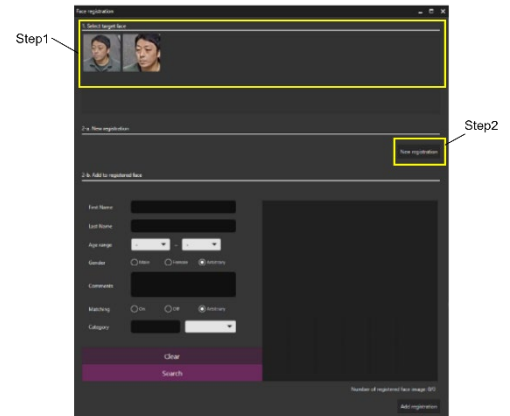 Face registration
1. Select target face
Step1
Step2
2-a. New registration
New registration
2-b. Add to registered face
First Name
Last Name
Age range
-
-
-
Gender
Male
Female
Arbitrary
Comments
Matching
On
Off
Arbitrary
Category
Clear
Search
Number of registered face image: 0/0
Add registration